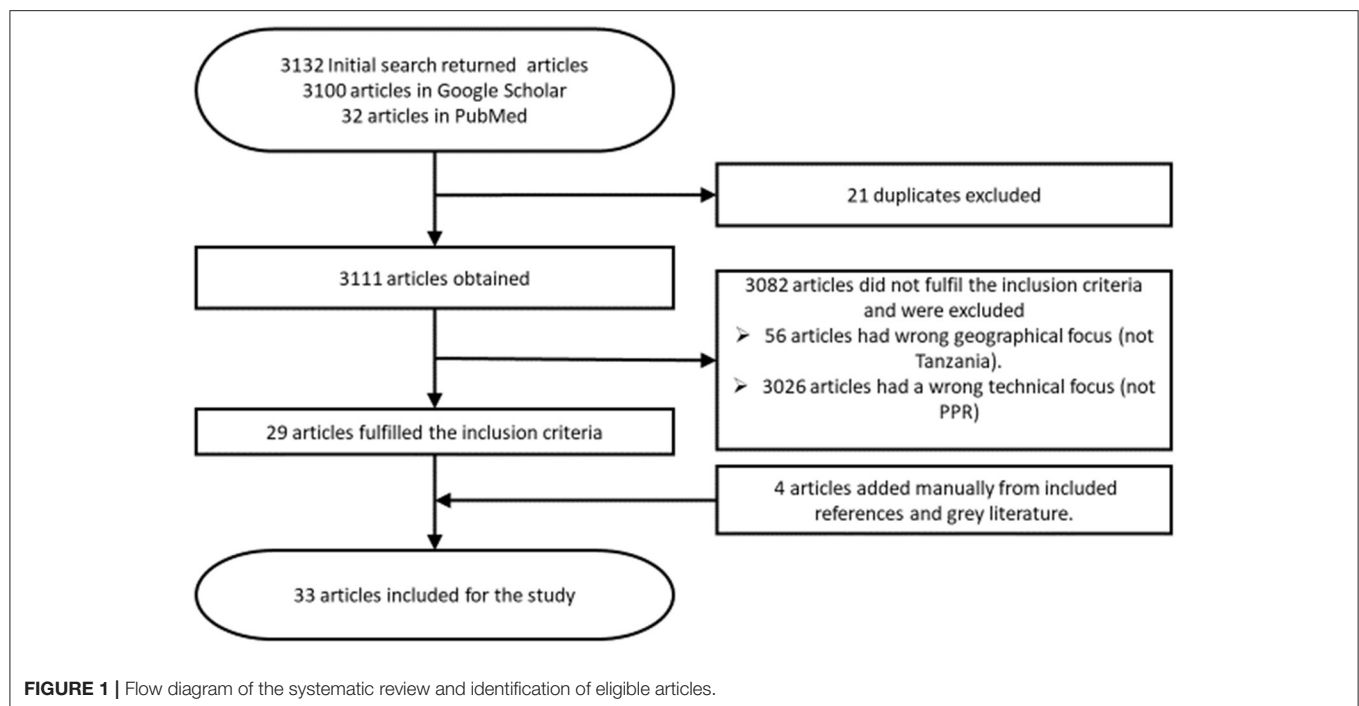 3132 Initial search returned articles
3100 articles in Google Scholar
32 articles in PubMed
21 duplicates excluded
3111 articles obtained
3082 articles did not fulfil the inclusion criteria
and were excluded
➢ 56 articles had wrong geographical focus (not
Tanzania).
➢ 3026 articles had a wrong technical focus (not
PPR)
29 articles fulfilled the inclusion criteria
4 articles added manually from included
references and grey literature.
33 articles included for the study
FIGURE 1 | Flow diagram of the systematic review and identification of eligible articles.